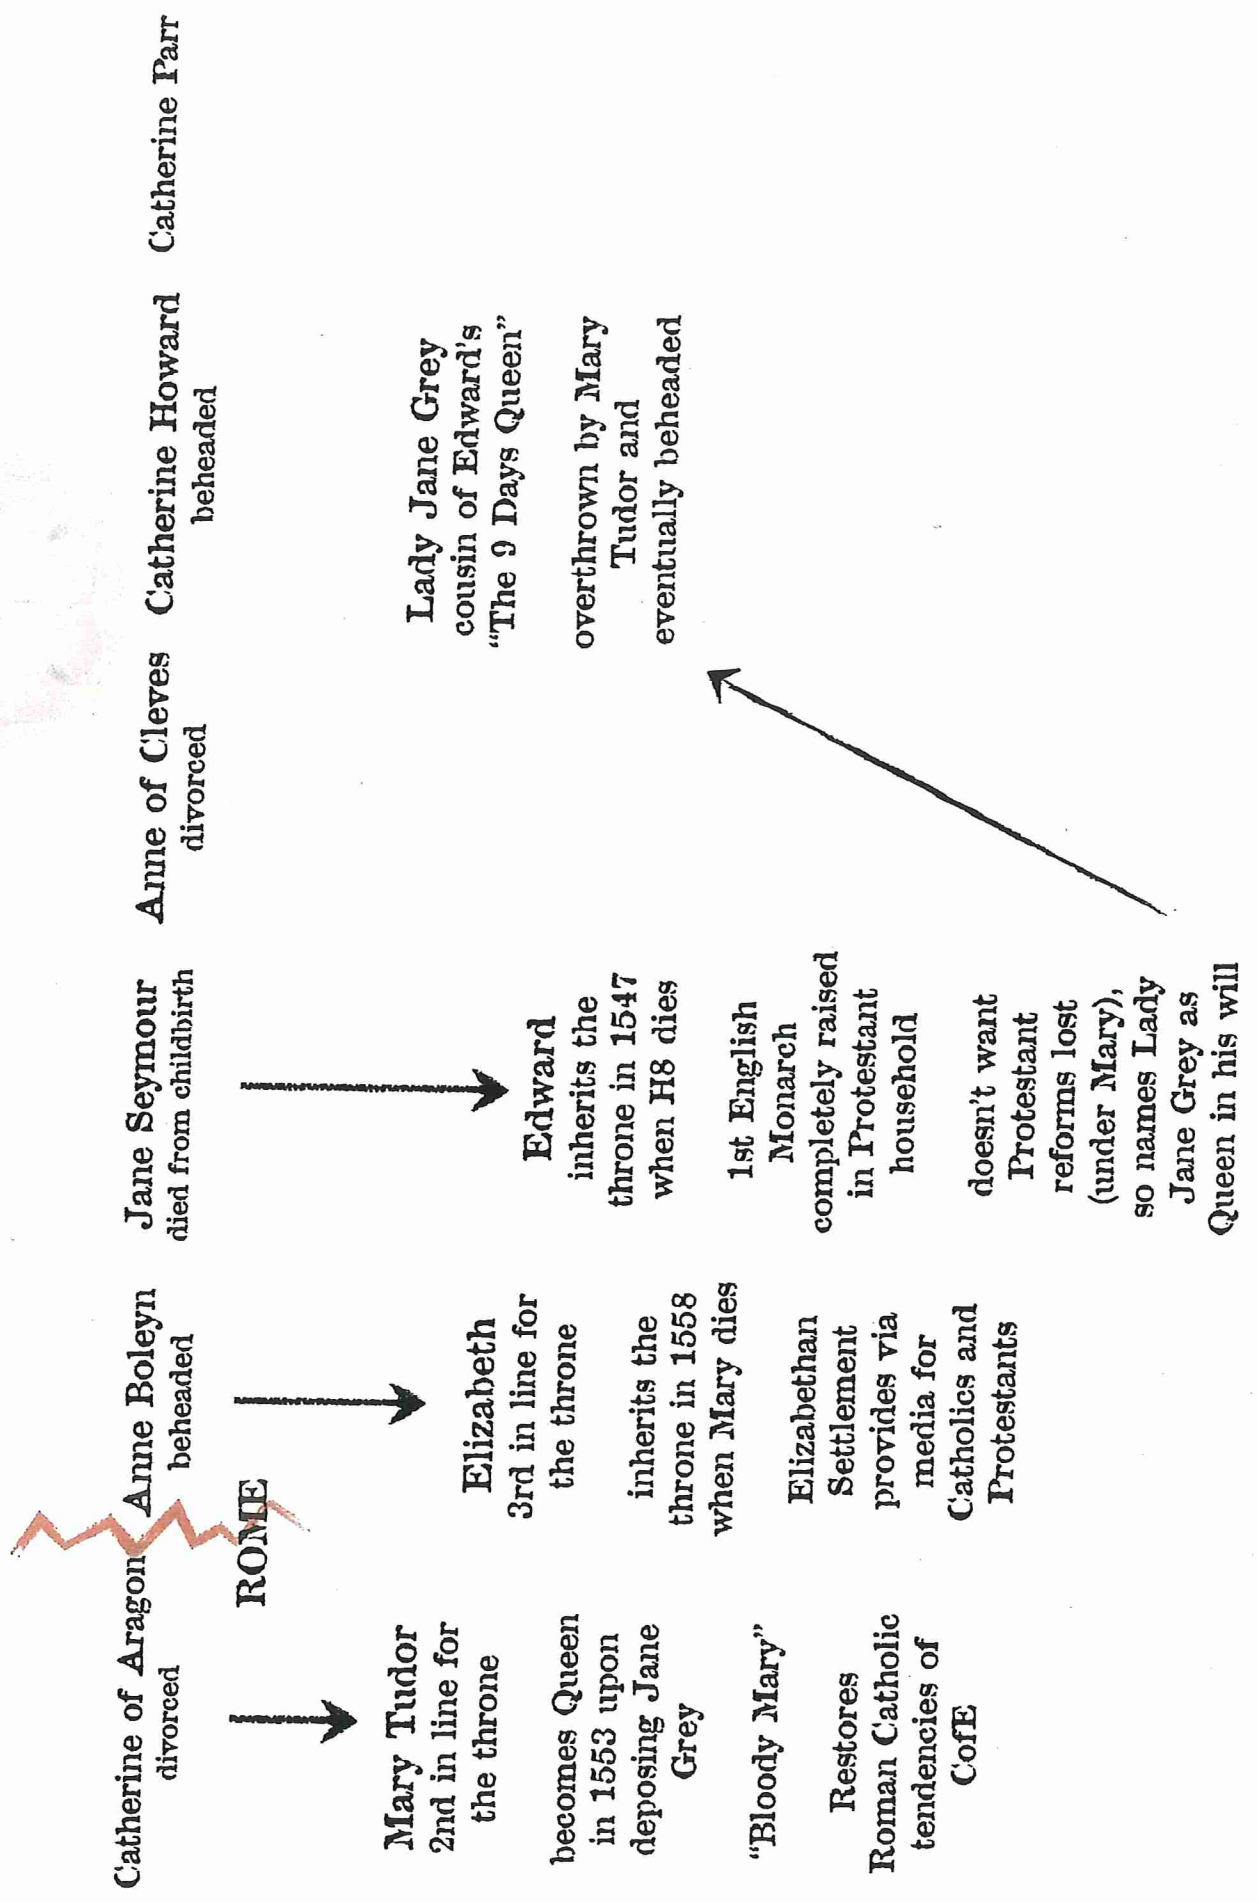 Catherine of Aragon
divorced
Anne Boleyn
beheaded
Jane Seymour
died from childbirth
Anne of Cleves
divorced
Catherine Howard
beheaded
Catherine Parr
ROME
Mary Tudor
2nd in line for
the throne
becomes Queen
in 1553 upon
deposing Jane
Grey
"Bloody Mary"
Restores
Roman Catholic
tendencies of
CofE
Elizabeth
3rd in line for
the throne
inherits the
throne in 1558
when Mary dies
Elizabethan
Settlement
provides via
media for
Catholics and
Protestants
Edward
inherits the
throne in 1547
when H8 dies
1st English
Monarch
completely raised
in Protestant
household
doesn't want
Protestant
reforms lost
(under Mary),
so names Lady
Jane Grey as
Queen in his will
Lady Jane Grey
cousin of Edward's
"The 9 Days Queen"
overthrown by Mary
Tudor and
eventually beheaded